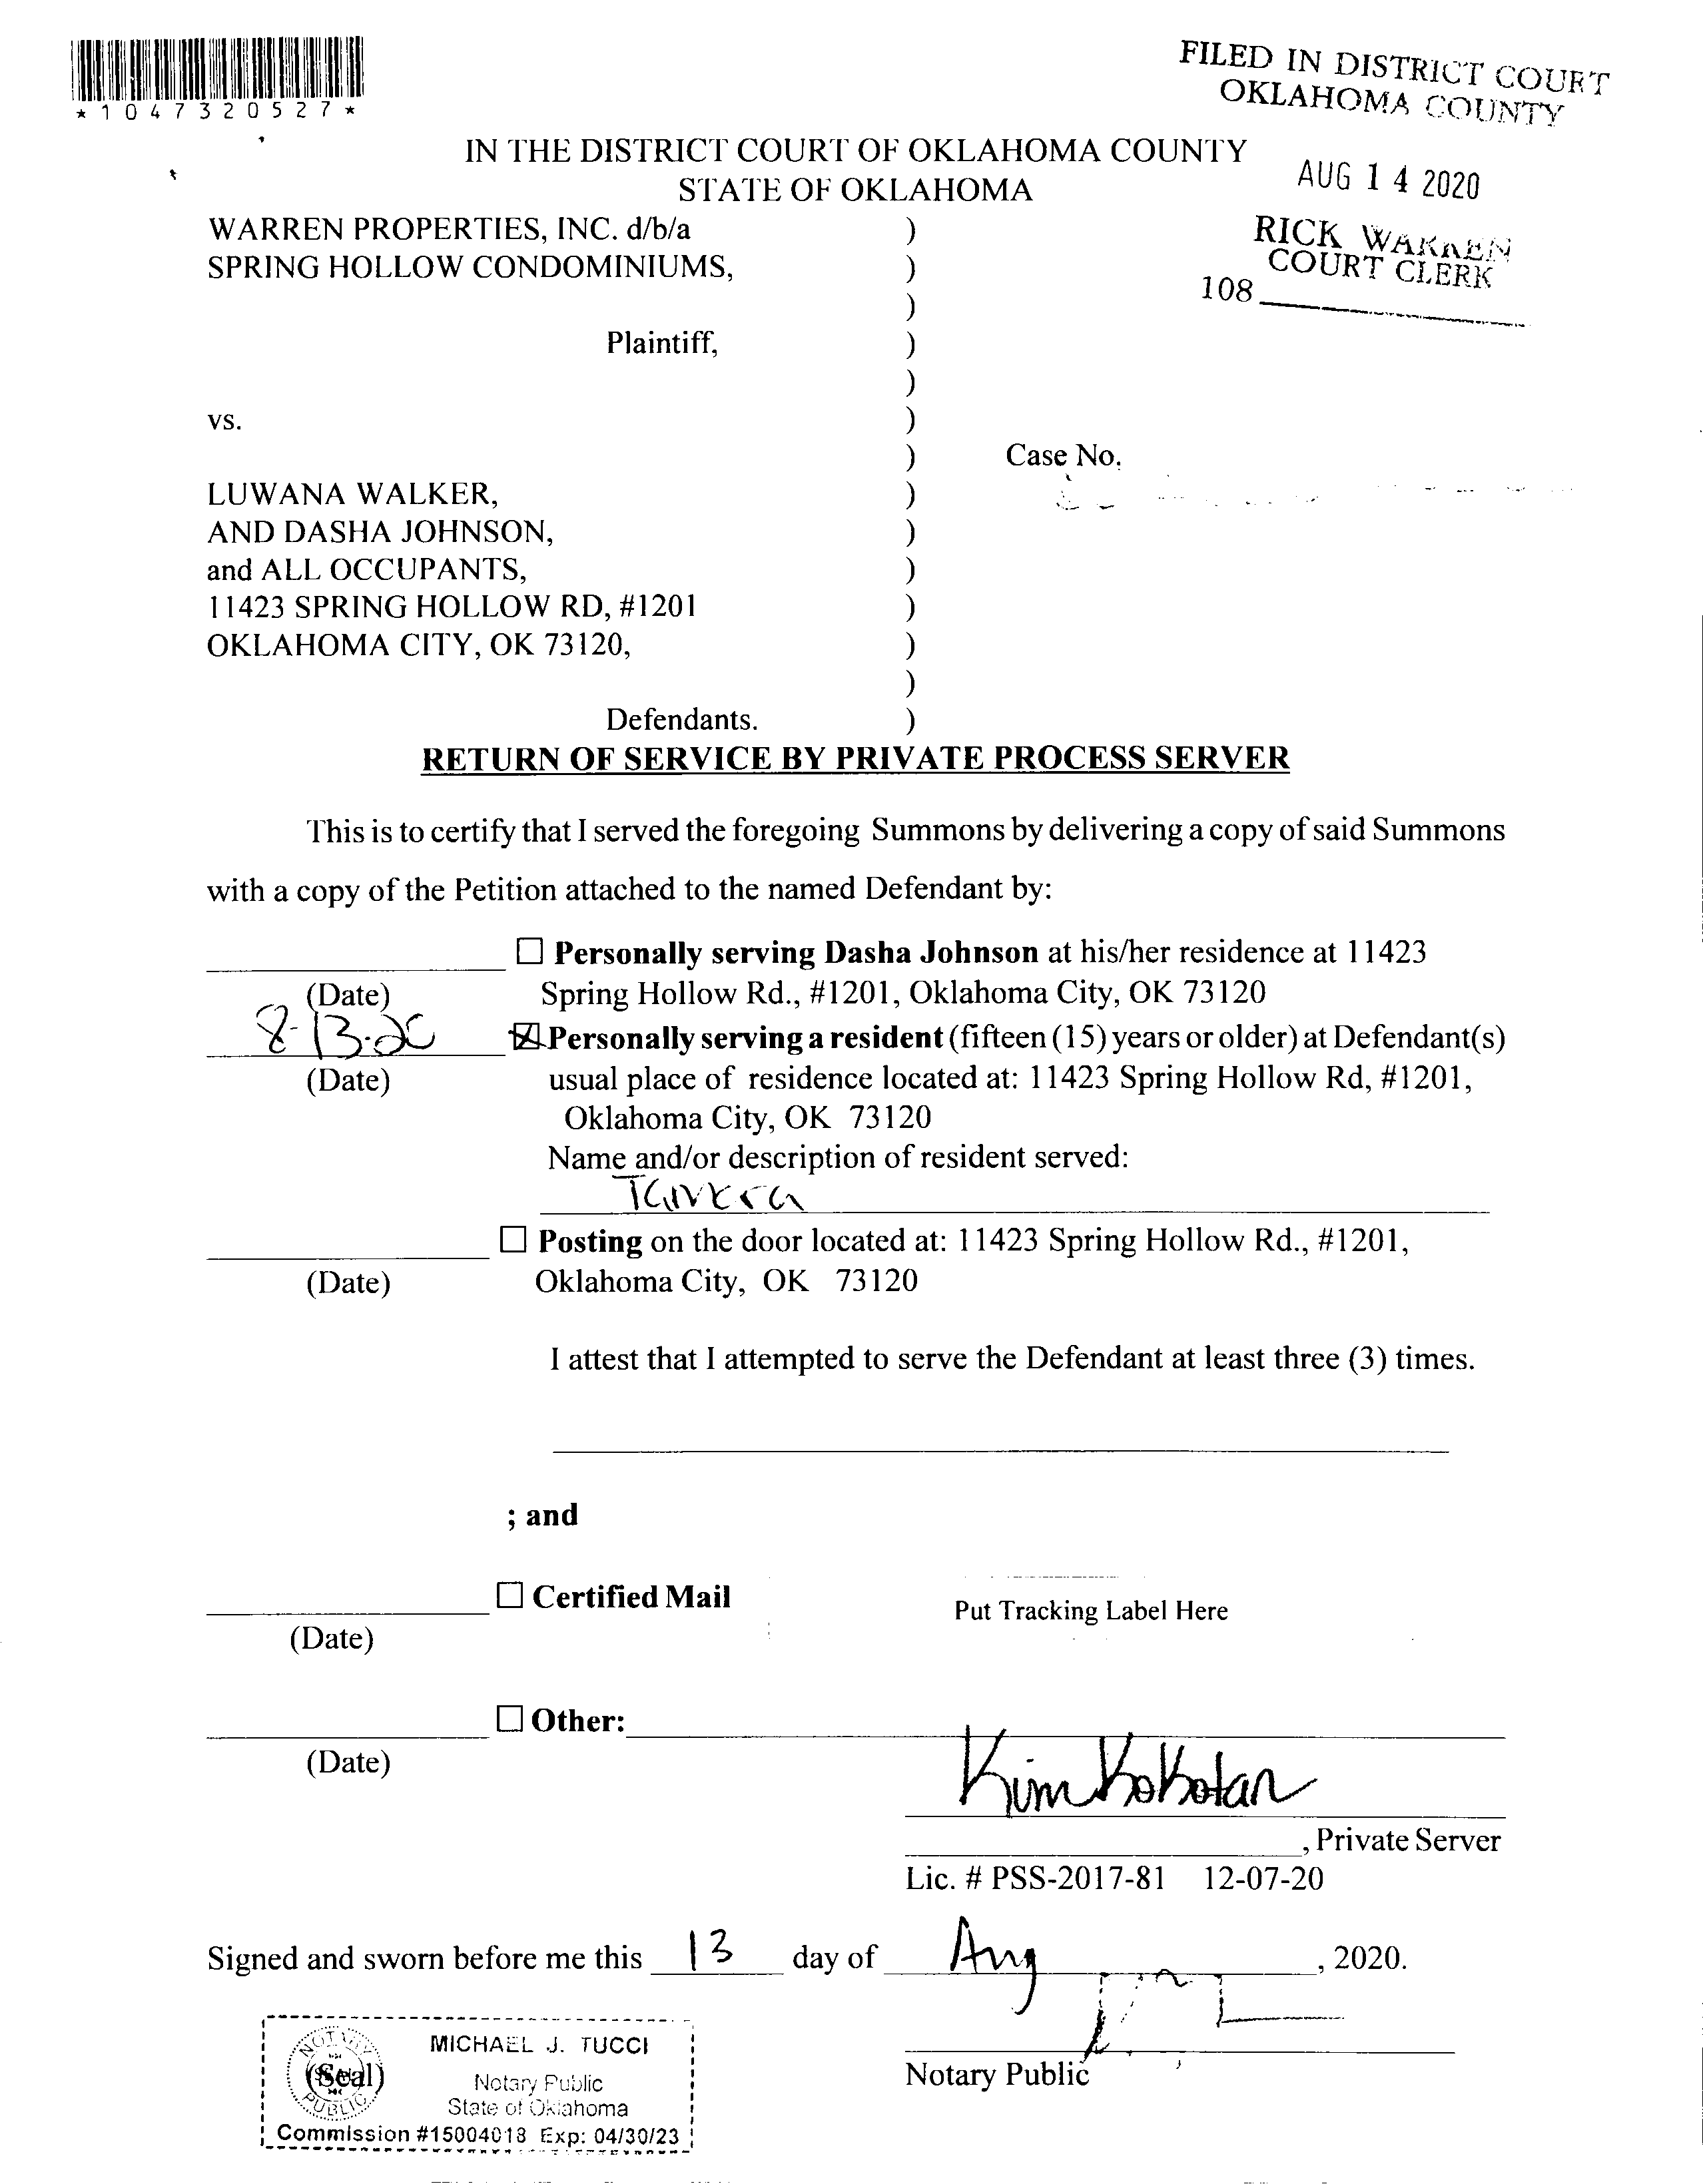 *1047320527*
FILED IN DISTRICT COURT
OKLAHOMA COUNTY
AUG 14 2020
RICK WARREN
COURT CLERK
108
IN THE DISTRICT COURT OF OKLAHOMA COUNTY
STATE OF OKLAHOMA
WARREN PROPERTIES, INC. d/b/a )
SPRING HOLLOW CONDOMINIUMS, )
)
Plaintiff, )
)
vs. )
) Case No.
LUWANA WALKER, )
AND DASHA JOHNSON, )
and ALL OCCUPANTS, )
11423 SPRING HOLLOW RD, #1201 )
OKLAHOMA CITY, OK 73120, )
)
Defendants. )
RETURN OF SERVICE BY PRIVATE PROCESS SERVER
This is to certify that I served the foregoing Summons by delivering a copy of said Summons
with a copy of the Petition attached to the named Defendant by:
☐ Personally serving Dasha Johnson at his/her residence at 11423
(Date) Spring Hollow Rd., #1201, Oklahoma City, OK 73120
8-13-20 ☒ Personally serving a resident (fifteen (15) years or older) at Defendant(s)
(Date) usual place of residence located at: 11423 Spring Hollow Rd, #1201,
Oklahoma City, OK 73120
Name and/or description of resident served:
☐ Posting on the door located at: 11423 Spring Hollow Rd., #1201,
(Date) Oklahoma City, OK 73120
I attest that I attempted to serve the Defendant at least three (3) times.
; and
☐ Certified Mail Put Tracking Label Here
(Date)
☐ Other:
(Date)
Kim Kokotan
, Private Server
Lic. # PSS-2017-81 12-07-20
Signed and sworn before me this 13 day of Aug, 2020.
MICHAEL J. TUCCI
NOTARY PUBLIC
(Seal)
Notary Public
State of Oklahoma
Commission #15004018 Exp: 04/30/23
Notary Public